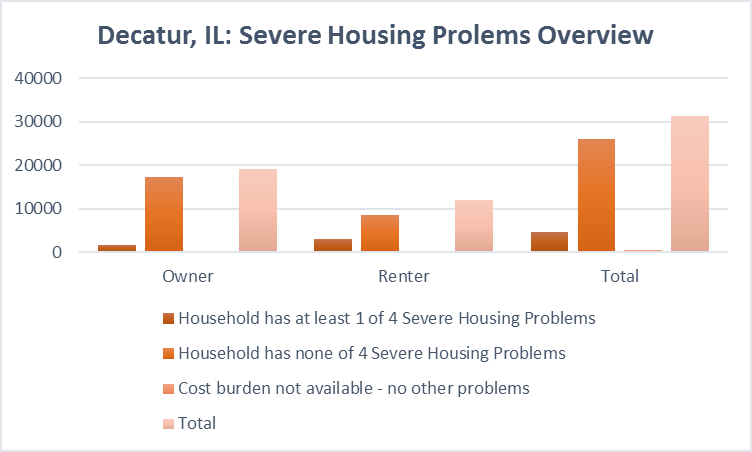 Decatur, IL: Severe Housing Prolems Overview
40000
30000
20000
10000
0
Owner Renter Total
Household has at least 1 of 4 Severe Housing Problems
Household has none of 4 Severe Housing Problems
Cost burden not available - no other problems
Total